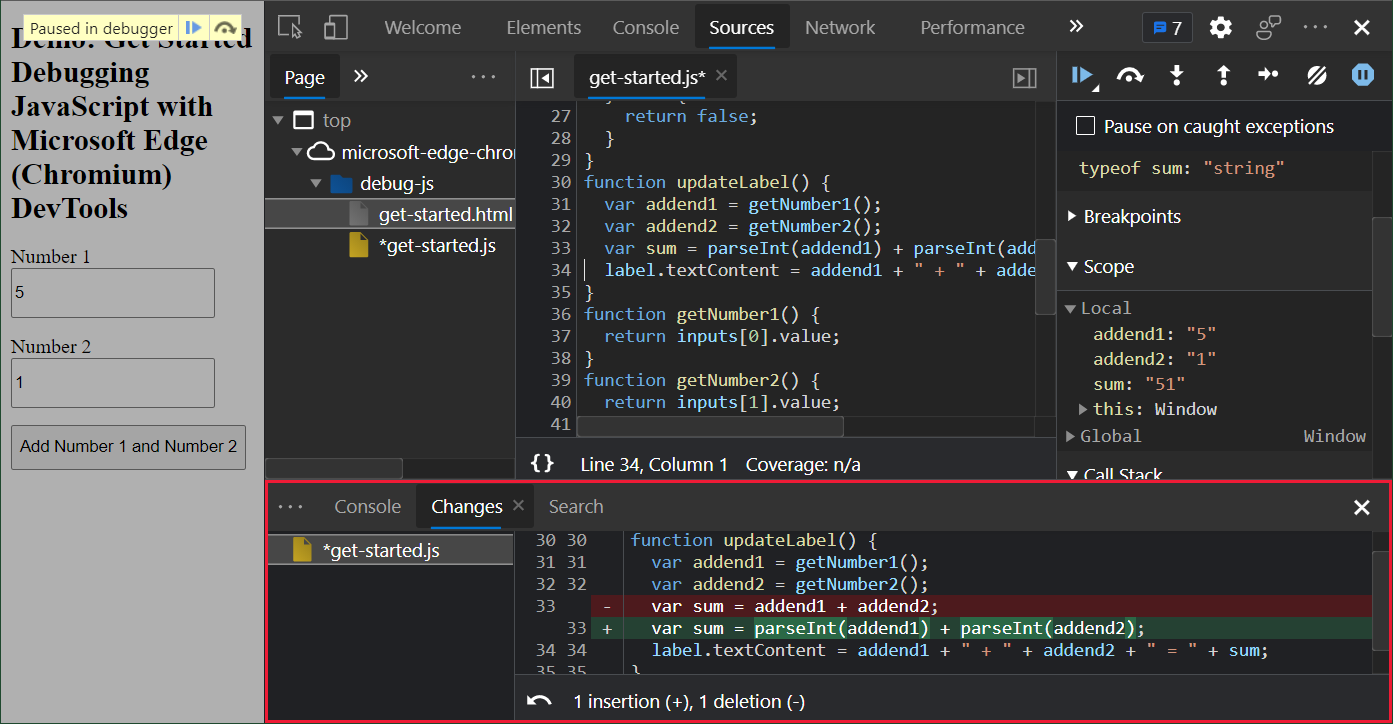 Paused in debugger
Demo: Get Started
Debugging
JavaScript with
Microsoft Edge
(Chromium)
DevTools
Number 1
5
Number 2
1
Add Number 1 and Number 2
Welcome
Elements
Console
Sources
Network
Performance
7
Page
top
microsoft-edge-chro
debug-js
get-started.html
*get-started.js
get-started.js*
27 return false;
28 }
29 }
30 function updateLabel() {
31 var addend1 = getNumber1();
32 var addend2 = getNumber2();
33 var sum = parseInt(addend1) + parseInt(add
34 label.textContent = addend1 + " + " + adde
35 }
36 function getNumber1() {
37 return inputs[0].value;
38 }
39 function getNumber2() {
40 return inputs[1].value;
41
{} Line 34, Column 1 Coverage: n/a
Pause on caught exceptions
typeof sum: "string"
Breakpoints
Scope
Local
addend1: "5"
addend2: "1"
sum: "51"
this: Window
Global Window
Call Stack
Console
Changes
Search
*get-started.js
30 30 function updateLabel() {
31 31 var addend1 = getNumber1();
32 32 var addend2 = getNumber2();
33 - var sum = addend1 + addend2;
33 + var sum = parseInt(addend1) + parseInt(addend2);
34 34 label.textContent = addend1 + " + " + addend2 + " = " + sum;
35 35 }
1 insertion (+), 1 deletion (-)